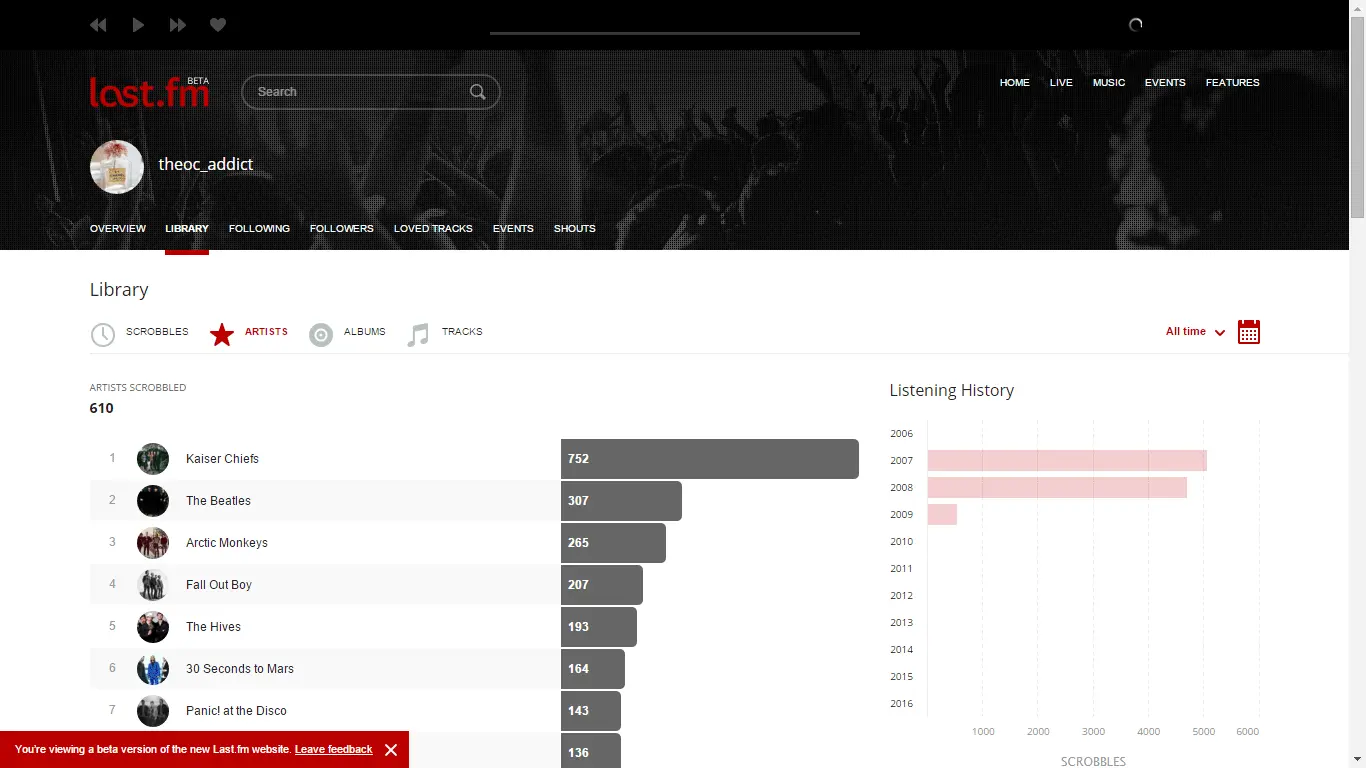 last.fm BETA
Search
HOME LIVE MUSIC EVENTS FEATURES
theoc_addict
OVERVIEW LIBRARY FOLLOWING FOLLOWERS LOVED TRACKS EVENTS SHOUTS
Library
SCROBBLES ARTISTS ALBUMS TRACKS
All time
ARTISTS SCROBBLED
610
1 Kaiser Chiefs 752
2 The Beatles 307
3 Arctic Monkeys 265
4 Fall Out Boy 207
5 The Hives 193
6 30 Seconds to Mars 164
7 Panic! at the Disco 143
136
Listening History
2006
2007
2008
2009
2010
2011
2012
2013
2014
2015
2016
1000 2000 3000 4000 5000 6000
SCROBBLES
You're viewing a beta version of the new Last.fm website. Leave feedback